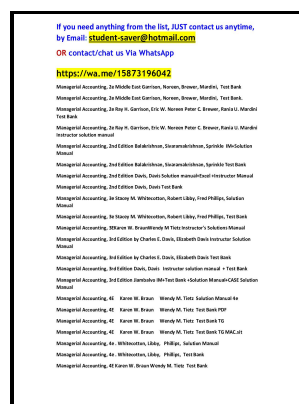 If you need anything from the list, JUST contact us anytime,
by Email: student-saver@hotmail.com
OR contact/chat us Via WhatsApp
https://wa.me/15873196042
Managerial Accounting, 2e Middle East Garrison, Noreen, Brewer, Mardini, Test Bank
Managerial Accounting, 2e Middle East Garrison, Noreen, Brewer, Mardini, Test Bank.
Managerial Accounting, 2e Ray H. Garrison, Eric W. Noreen Peter C. Brewer, Rania U. Mardini
Test Bank
Managerial Accounting, 2e Ray H. Garrison, Eric W. Noreen Peter C. Brewer, Rania U. Mardini
Instructor solution manual
Managerial Accounting, 2nd Edition Balakrishnan, Sivaramakrishnan, Sprinkle IM+Solution
Manual
Managerial Accounting, 2nd Edition Balakrishnan, Sivaramakrishnan, Sprinkle Test Bank
Managerial Accounting, 2nd Edition Davis, Davis Solution manual+Excel+Instructor Manual
Managerial Accounting, 2nd Edition Davis, Davis Test Bank
Managerial Accounting, 3e Stacey M. Whitecotton, Robert Libby, Fred Phillips, Solution
Manual
Managerial Accounting, 3e Stacey M. Whitecotton, Robert Libby, Fred Phillips, Test Bank
Managerial Accounting, 3EKaren W. BraunWendy M Tietz Instructor's Solutions Manual
Managerial Accounting, 3rd Edition by Charles E. Davis, Elizabeth Davis Instructor Solution
Manual
Managerial Accounting, 3rd Edition by Charles E. Davis, Elizabeth Davis Test Bank
Managerial Accounting, 3rd Edition Davis, Davis Instructor solution manual + Test Bank
Managerial Accounting, 3rd Edition Jiambalvo IM+Test Bank +Solution Manual+CASE Solution
Manual
Managerial Accounting, 4E Karen W. Braun Wendy M. Tietz Solution Manual 4e
Managerial Accounting, 4E Karen W. Braun Wendy M. Tietz Test Bank PDF
Managerial Accounting, 4E Karen W. Braun Wendy M. Tietz Test Bank TG
Managerial Accounting, 4E Karen W. Braun Wendy M. Tietz Test Bank TG MAC.sit
Managerial Accounting, 4e . Whitecotton, Libby, Phillips, Solution Manual
Managerial Accounting, 4e . Whitecotton, Libby, Phillips, Test Bank
Managerial Accounting, 4E Karen W. Braun Wendy M. Tietz Test Bank